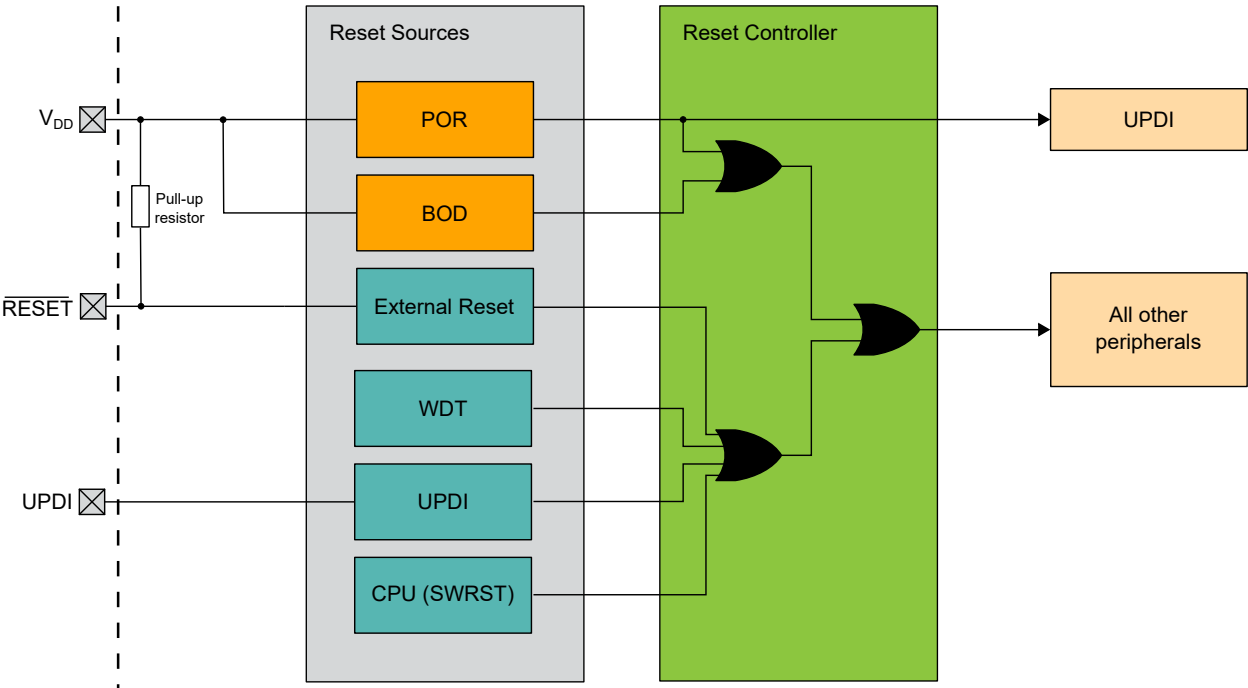 Reset Sources
Reset Controller
VDD
POR
UPDI
Pull-up
resistor
BOD
RESET
External Reset
All other
peripherals
WDT
UPDI
UPDI
CPU (SWRST)